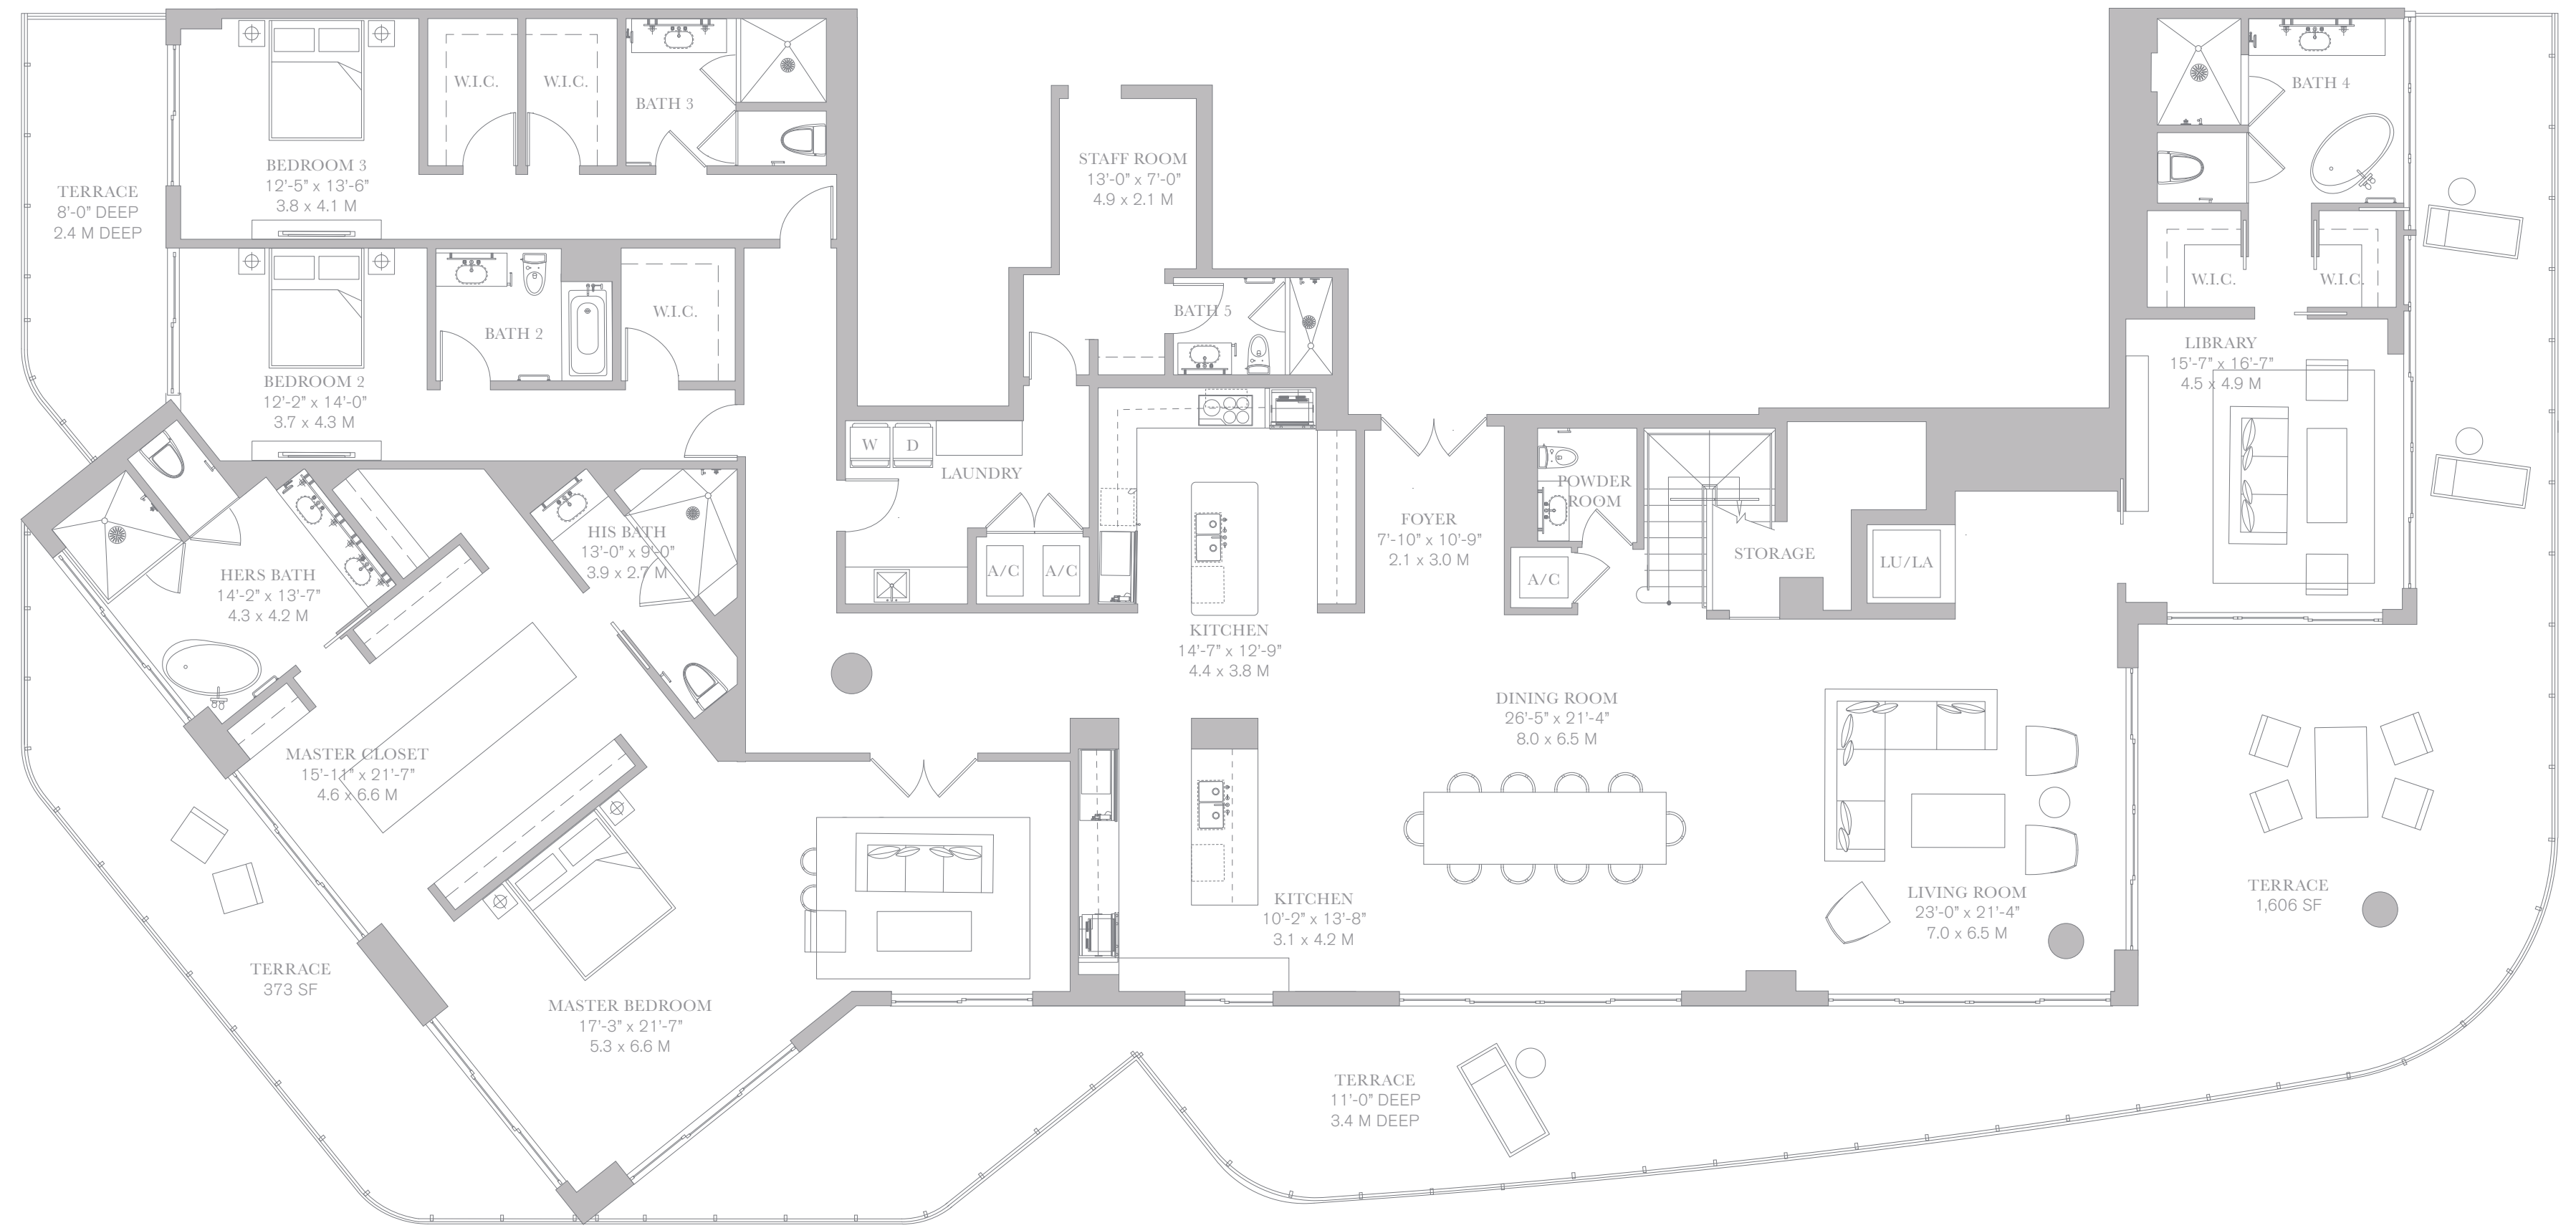 TERRACE
8'-0" DEEP
2.4 M DEEP
BEDROOM 3
12'-5" x 13'-6"
3.8 x 4.1 M
W.I.C.
W.I.C.
BATH 3
BEDROOM 2
12'-2" x 14'-0"
3.7 x 4.3 M
BATH 2
W.I.C.
STAFF ROOM
13'-0" x 7'-0"
4.9 x 2.1 M
BATH 5
W
D
LAUNDRY
A/C
A/C
HERS BATH
14'-2" x 13'-7"
4.3 x 4.2 M
HIS BATH
13'-0" x 9'-0"
3.9 x 2.7 M
MASTER CLOSET
15'-11" x 21'-7"
4.6 x 6.6 M
TERRACE
373 SF
MASTER BEDROOM
17'-3" x 21'-7"
5.3 x 6.6 M
KITCHEN
14'-7" x 12'-9"
4.4 x 3.8 M
KITCHEN
10'-2" x 13'-8"
3.1 x 4.2 M
FOYER
7'-10" x 10'-9"
2.1 x 3.0 M
POWDER
ROOM
A/C
STORAGE
LU/LA
DINING ROOM
26'-5" x 21'-4"
8.0 x 6.5 M
LIVING ROOM
23'-0" x 21'-4"
7.0 x 6.5 M
BATH 4
W.I.C.
W.I.C.
LIBRARY
15'-7" x 16'-7"
4.5 x 4.9 M
TERRACE
1,606 SF
TERRACE
11'-0" DEEP
3.4 M DEEP